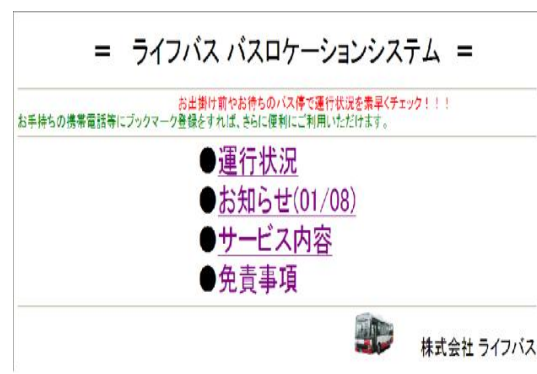 = ライフバス バスロケーションシステム =
お出掛け前やお待ちのバス停で運行状況を素早くチェック！！！
お手持ちの携帯電話等にブックマーク登録をすれば、さらに便利にご利用いただけます。
●運行状況
●お知らせ(01/08)
●サービス内容
●免責事項
株式会社 ライフバス